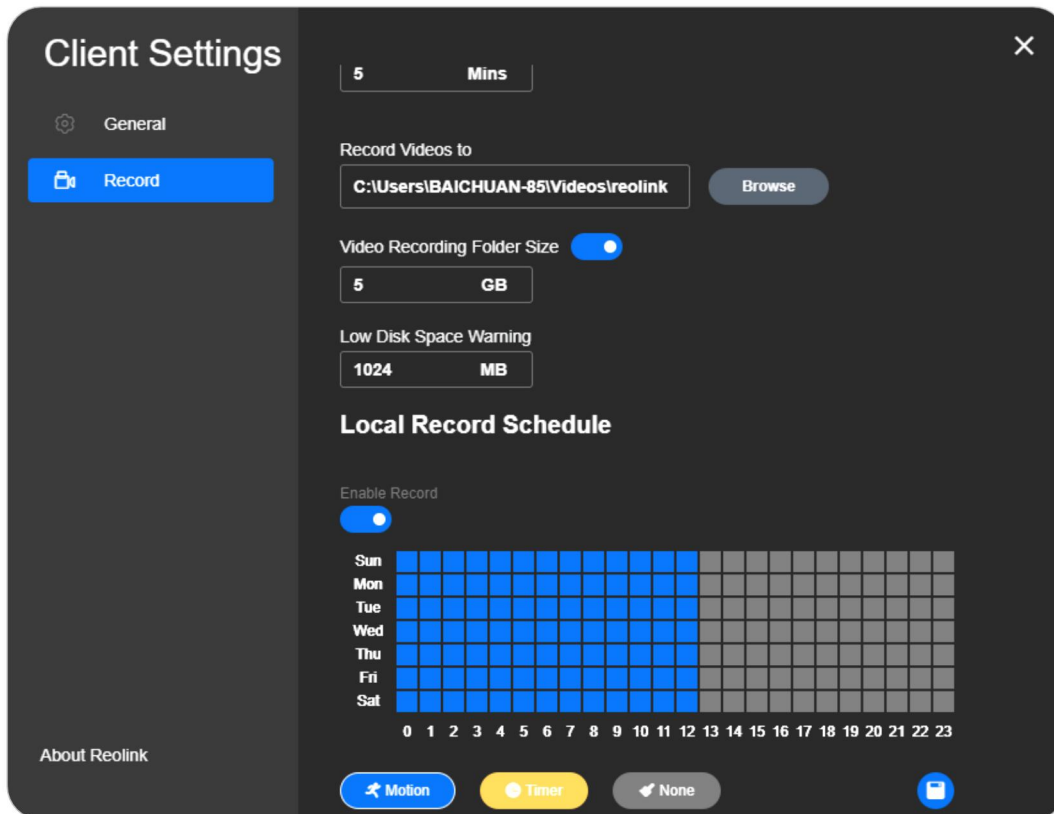 Client Settings
General
Record
About Reolink
5 Mins
Record Videos to
C:\Users\BAICHUAN-85\Videos\reolink Browse
Video Recording Folder Size
5 GB
Low Disk Space Warning
1024 MB
Local Record Schedule
Enable Record
Sun
Mon
Tue
Wed
Thu
Fri
Sat
0 1 2 3 4 5 6 7 8 9 10 11 12 13 14 15 16 17 18 19 20 21 22 23
Motion Timer None